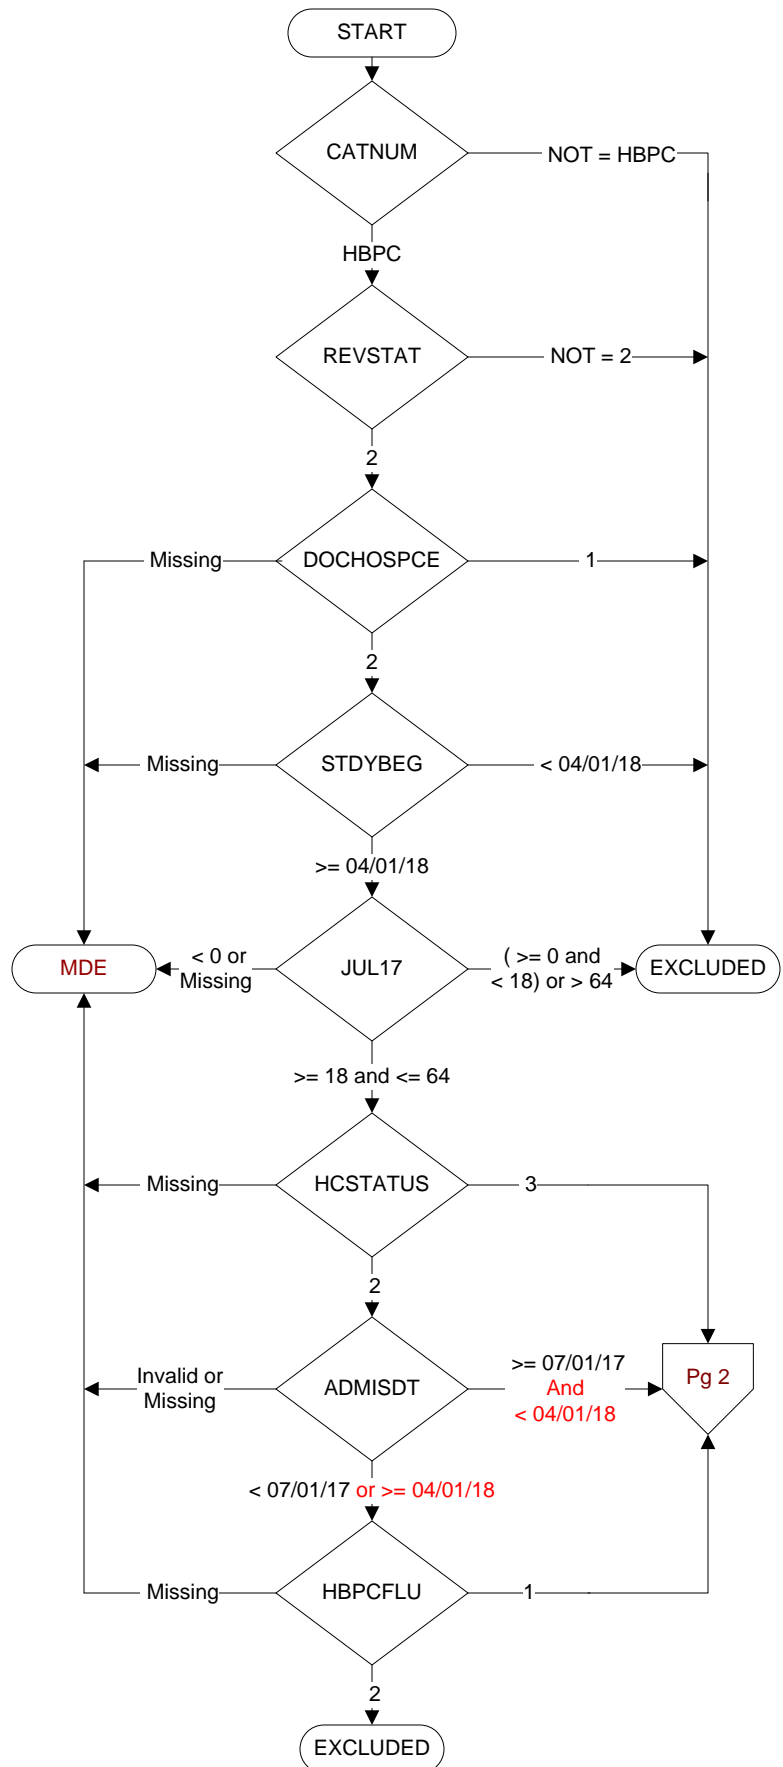 START
CATNUM
NOT = HBPC
HBPC
REVSTAT
NOT = 2
2
Missing
DOCHOSPCE
1
2
Missing
STDYBEG
< 04/01/18
>= 04/01/18
MDE
< 0 or
Missing
JUL17
( >= 0 and
< 18) or > 64
EXCLUDED
>= 18 and <= 64
Missing
HCSTATUS
3
2
Invalid or
Missing
ADMISDT
>= 07/01/17
And
< 04/01/18
Pg 2
< 07/01/17 or >= 04/01/18
Missing
HBPCFLU
1
2
EXCLUDED